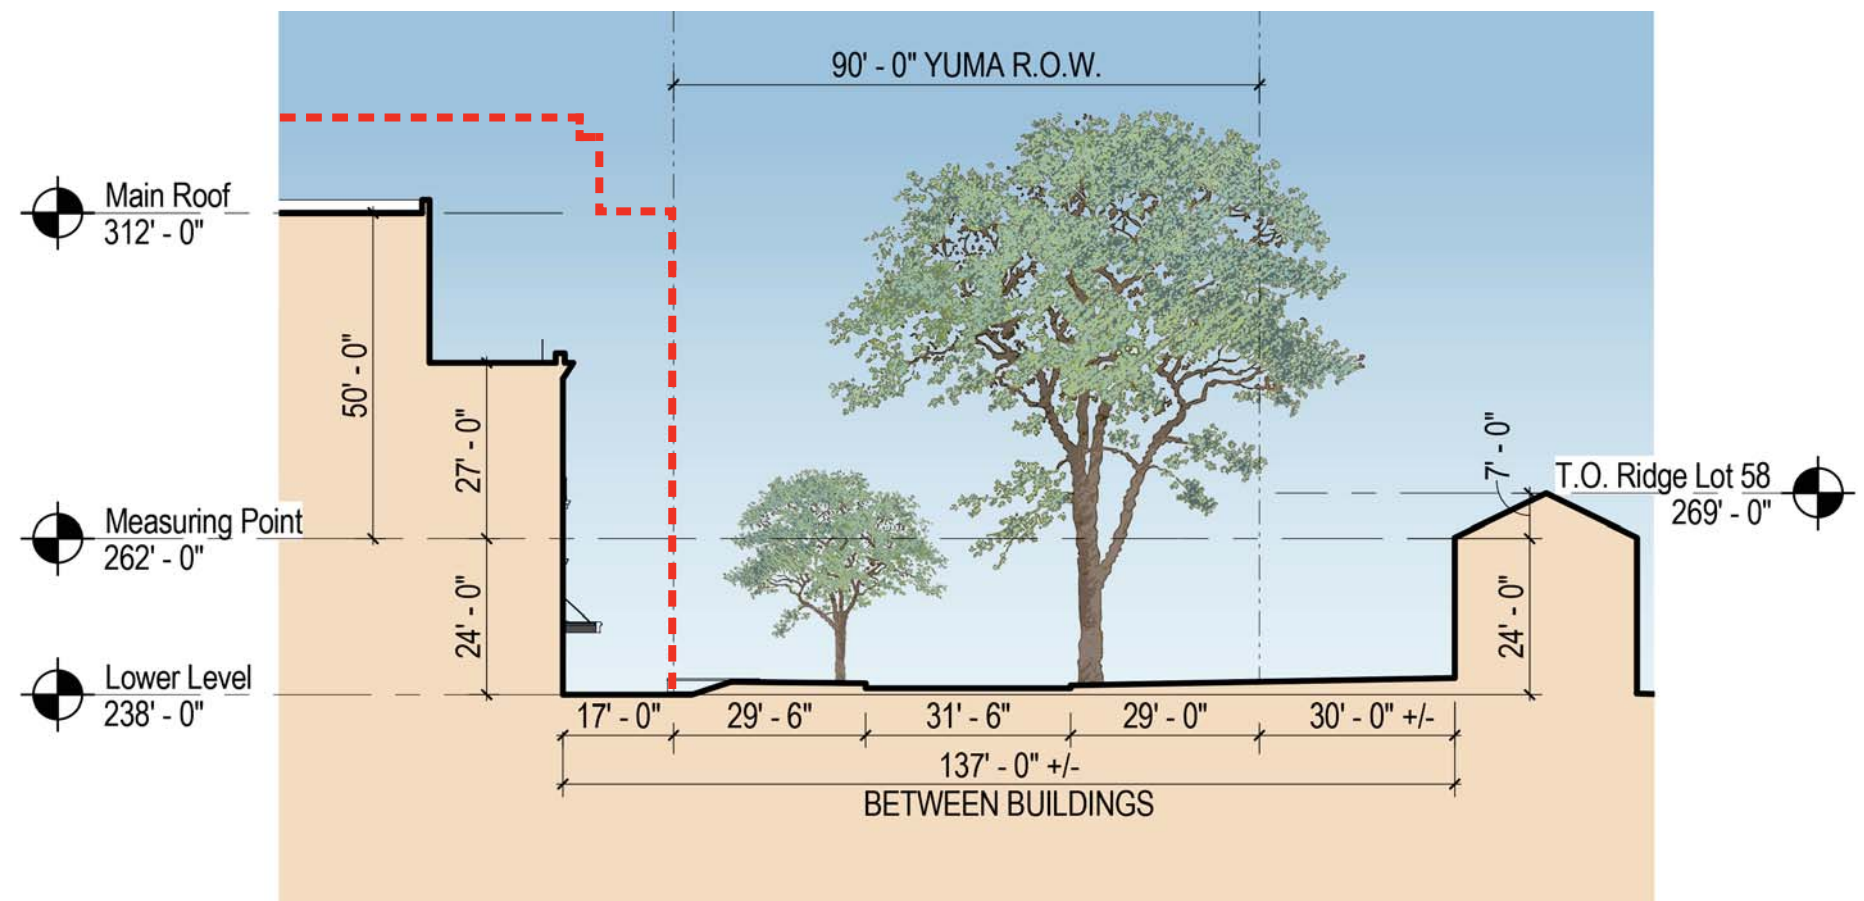 90' - 0" YUMA R.O.W.
Main Roof
312' - 0"
50' - 0"
27' - 0"
7' - 0"
T.O. Ridge Lot 58
269' - 0"
Measuring Point
262' - 0"
24' - 0"
24' - 0"
Lower Level
238' - 0"
17' - 0"
29' - 6"
31' - 6"
29' - 0"
30' - 0" +/-
137' - 0" +/-
BETWEEN BUILDINGS